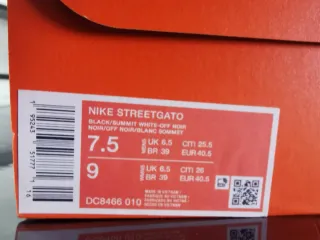 NIKE STREETGATO
BLACK/SUMMIT WHITE-OFF NOIR
NOIR/OFF NOIR/BLANC SOMMET
7.5 UK 6.5 CM 25.5
BR 39 EUR 40.5
9 UK 6.5 CM 26
BR 39 EUR 40.5
DC8466 010
MADE IN VIETNAM